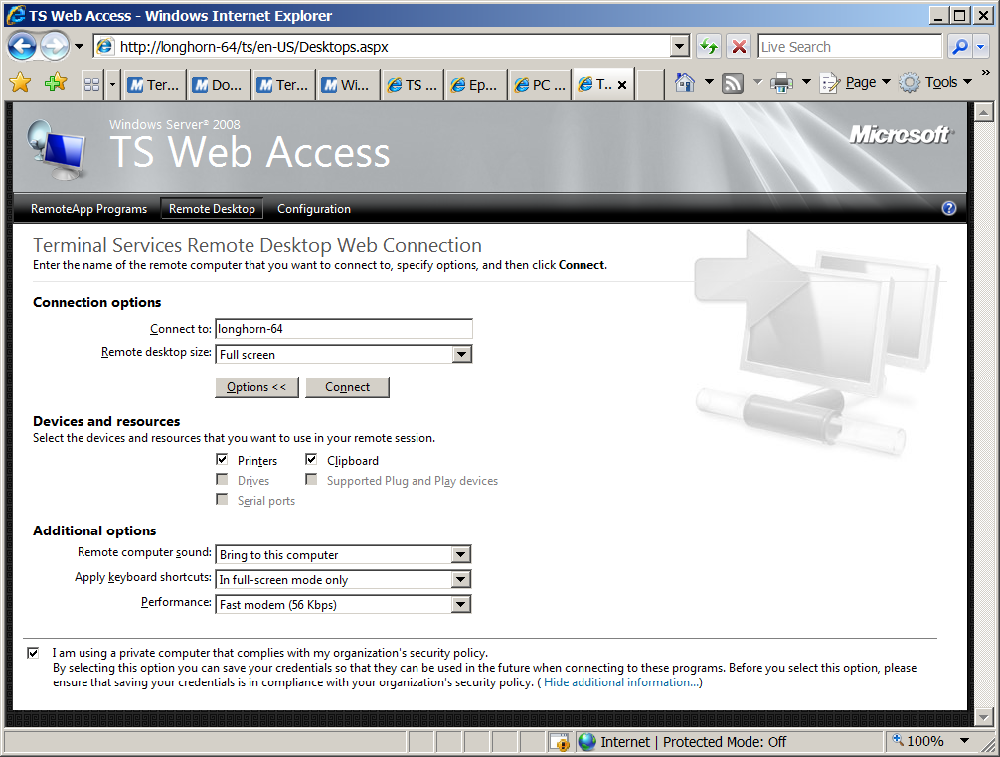 TS Web Access - Windows Internet Explorer
http://longhorn-64/ts/en-US/Desktops.aspx
Live Search
Ter...
Do...
Ter...
Wi...
TS ...
Ep...
PC ...
T..
Page
Tools
Windows Server® 2008
TS Web Access
Microsoft
RemoteApp Programs
Remote Desktop
Configuration
Terminal Services Remote Desktop Web Connection
Enter the name of the remote computer that you want to connect to, specify options, and then click Connect.
Connection options
Connect to: longhorn-64
Remote desktop size: Full screen
Options <<
Connect
Devices and resources
Select the devices and resources that you want to use in your remote session.
Printers
Clipboard
Drives
Supported Plug and Play devices
Serial ports
Additional options
Remote computer sound: Bring to this computer
Apply keyboard shortcuts: In full-screen mode only
Performance: Fast modem (56 Kbps)
I am using a private computer that complies with my organization's security policy.
By selecting this option you can save your credentials so that they can be used in the future when connecting to these programs. Before you select this option, please
ensure that saving your credentials is in compliance with your organization's security policy. ( Hide additional information...)
Internet | Protected Mode: Off
100%